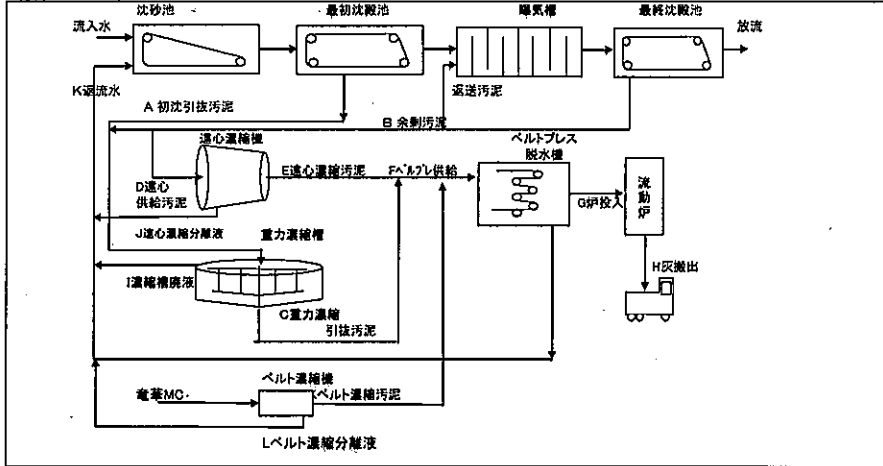 沈砂池
最初沈殿池
曝気槽
最終沈殿池
流入水
放流
K返流水
返送汚泥
A 初沈引抜汚泥
B 余剰汚泥
遠心濃縮機
ベルトプレス
脱水機
E遠心濃縮汚泥
Fベルプレ供給
流動炉
D遠心
供給汚泥
G炉投入
J遠心濃縮分離液
重力濃縮槽
H灰搬出
I濃縮槽廃液
C重力濃縮
引抜汚泥
ベルト濃縮機
竜華MC
ベルト濃縮汚泥
Lベルト濃縮分離液